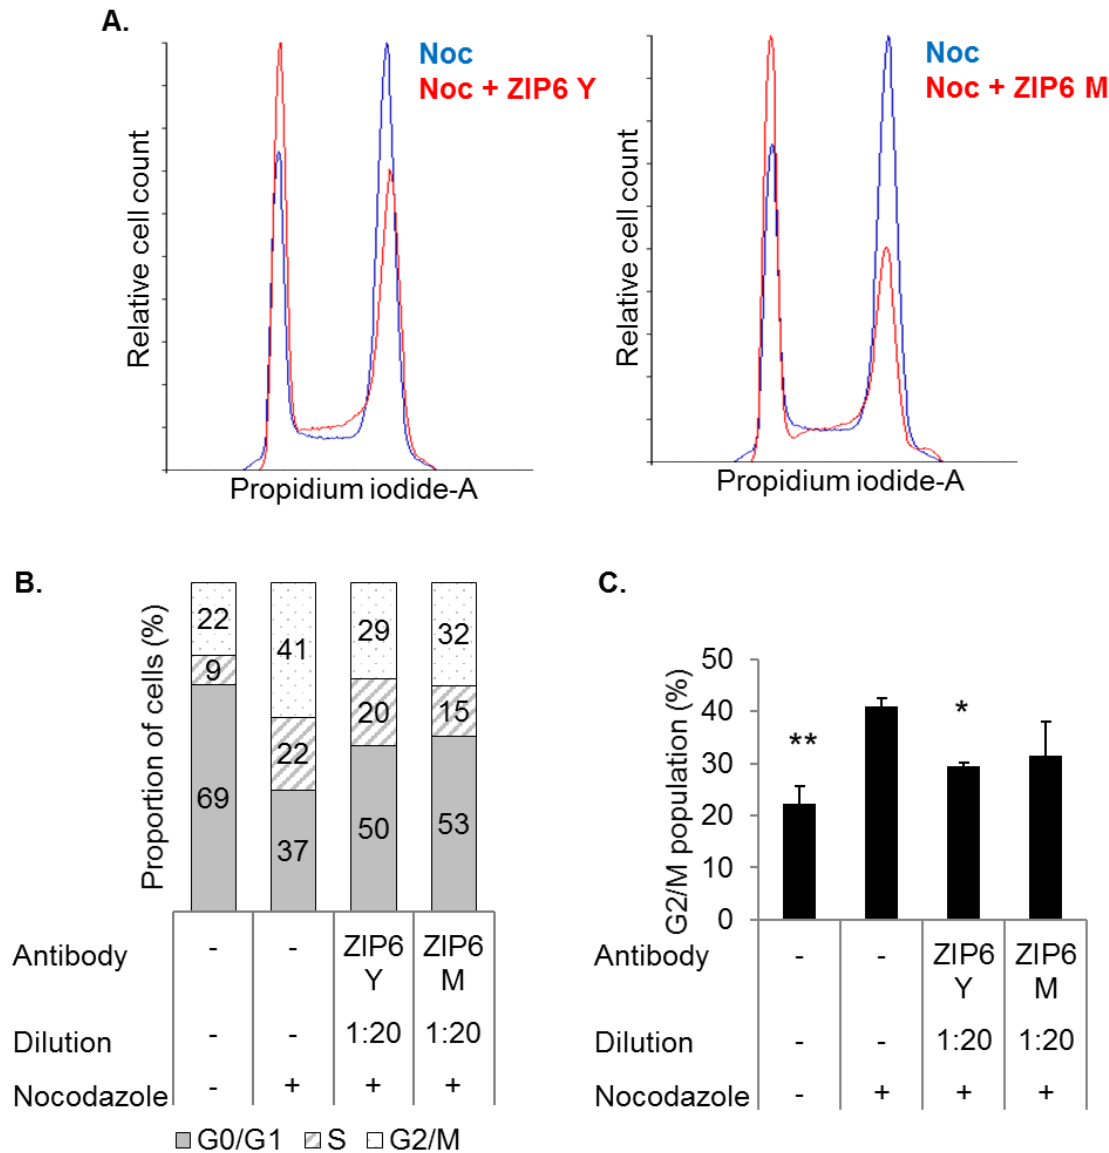 A.
Noc
Noc + ZIP6 Y
Relative cell count
Propidium iodide-A
Noc
Noc + ZIP6 M
Relative cell count
Propidium iodide-A
B.
Proportion of cells (%)
22
9
69
41
22
37
29
20
50
32
15
53
Antibody - - ZIP6 Y ZIP6 M
Dilution - - 1:20 1:20
Nocodazole - + + +
G0/G1 S G2/M
C.
G2/M population (%)
50
40
30
20
10
0
**
*
Antibody - - ZIP6 Y ZIP6 M
Dilution - - 1:20 1:20
Nocodazole - + + +